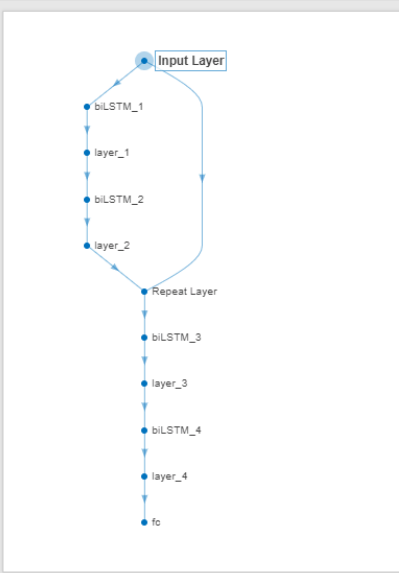 Input Layer
biLSTM_1
layer_1
biLSTM_2
layer_2
Repeat Layer
biLSTM_3
layer_3
biLSTM_4
layer_4
fc